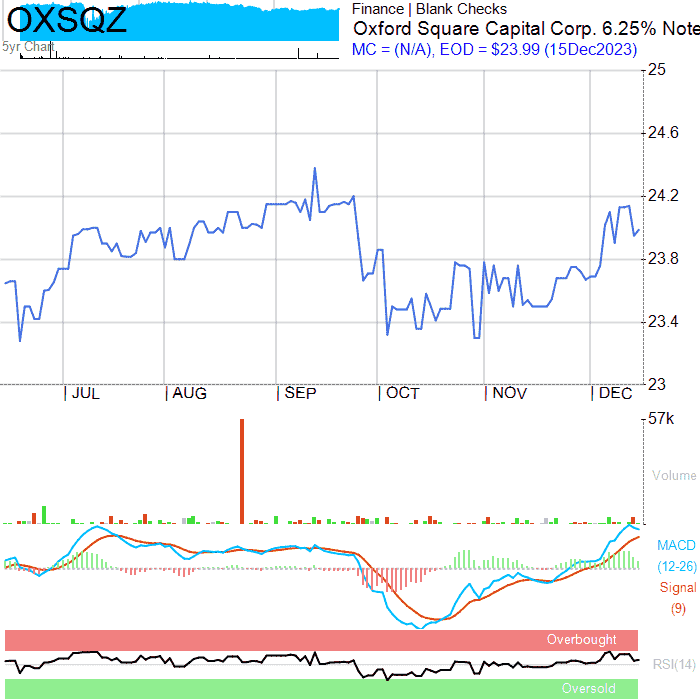 OXSQZ
5yr Chart
Finance | Blank Checks
Oxford Square Capital Corp. 6.25% Note
MC = (N/A), EOD = $23.99 (15Dec2023)
25
24.6
24.2
23.8
23.4
23
JUL AUG SEP OCT NOV DEC
57k
Volume
MACD
(12-26)
Signal
(9)
Overbought
RSI(14)
Oversold